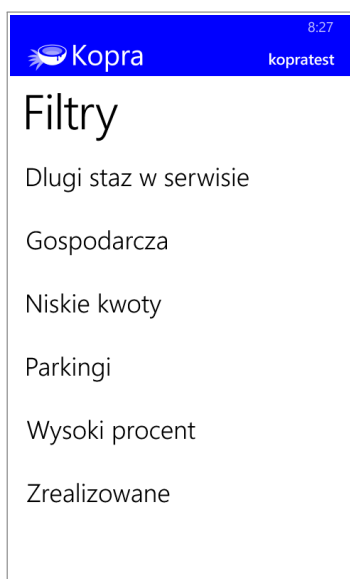 8:27
Kopra
kopratest
Filtry
Dlugi staz w serwisie
Gospodarcza
Niskie kwoty
Parkingi
Wysoki procent
Zrealizowane